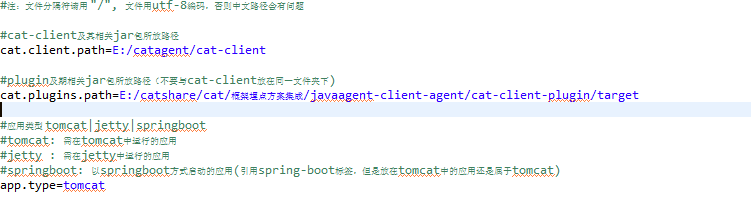 #注：文件分隔符请用 "/", 文件用utf-8编码，否则中文路径会有问题
#cat-client及其相关jar包所放路径
cat.client.path=E:/catagent/cat-client
#plugin及期相关jar包所放路径（不要与cat-client放在同一文件夹下)
cat.plugins.path=E:/catshare/cat/框架埋点方案集成/javaagent-client-agent/cat-client-plugin/target
#应用类型 tomcat|jetty|springboot
#tomcat: 需在tomcat中运行的应用
#jetty : 需在jetty中运行的应用
#springboot: 以springboot方式启动的应用(引用spring-boot标签，但是放在tomcat中的应用还是属于tomcat)
app.type=tomcat